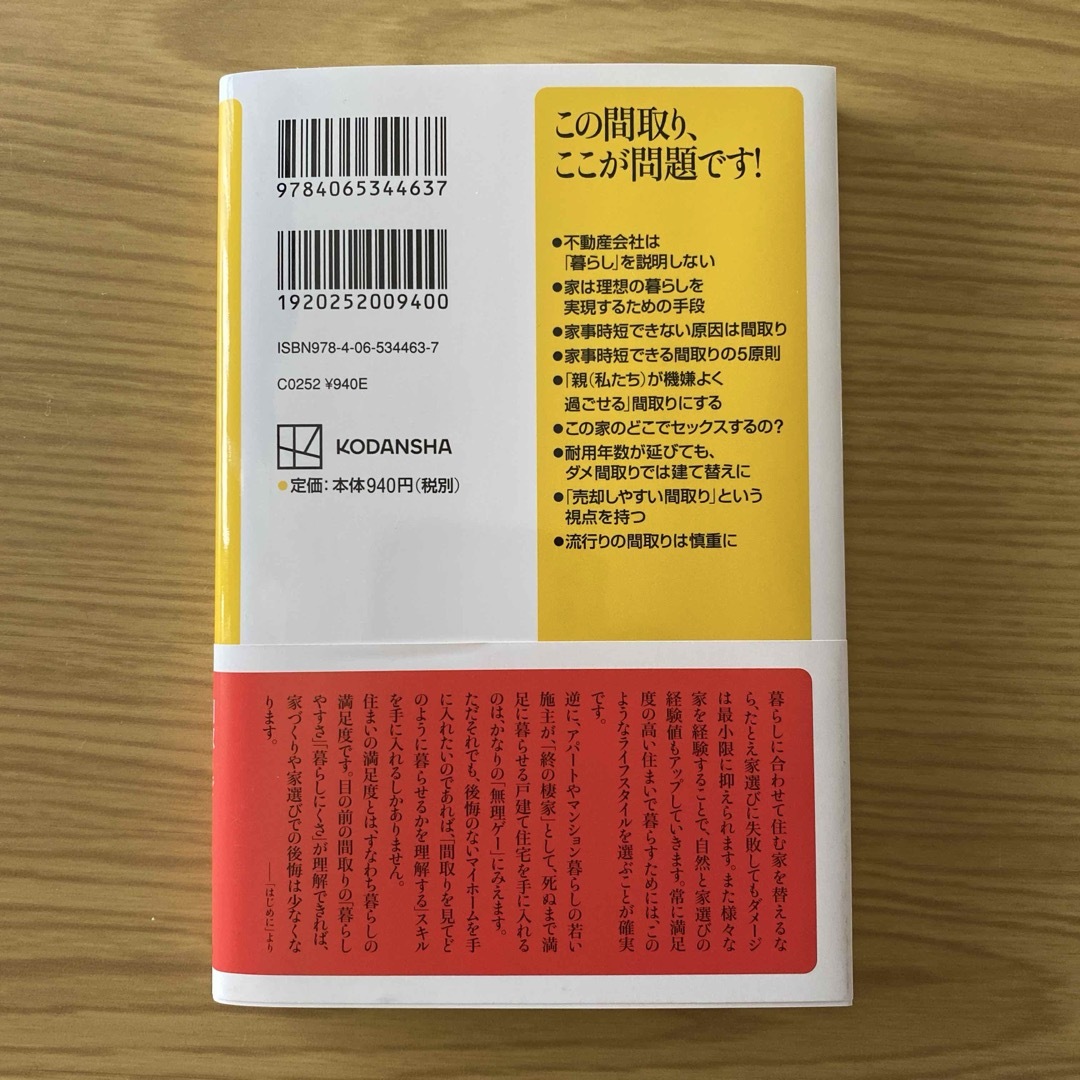 9784065344637
1920252009400
ISBN978-4-06-534463-7
C0252 ¥940E
KODANSHA
●定価：本体940円（税別）
この間取り、
ここが問題です！
●不動産会社は
「暮らし」を説明しない
●家は理想の暮らしを
実現するための手段
●家事時短できない原因は間取り
●家事時短できる間取りの5原則
●「親（私たち）が機嫌よく
過ごせる」間取りにする
●この家のどこでセックスするの？
●耐用年数が延びても、
ダメ間取りでは建て替えに
●「売却しやすい間取り」という
視点を持つ
●流行りの間取りは慎重に
暮らしに合わせて住む家を替えるな
ら、たとえ家選びに失敗してもダメージ
は最小限に抑えられます。また様々な
家を経験することで、自然と家選びの
経験値もアップしていきます。常に満足
度の高い住まいで暮らすためには、この
ようなライフスタイルを選ぶことが確実
です。
逆に、アパートやマンション暮らしの若い
施主が、「終の棲家」として、死ぬまで満
足に暮らせる戸建て住宅を手に入れる
のは、かなりの「無理ゲー」にみえます。
ただそれでも、後悔のないマイホームを手
に入れたいのであれば、「間取りを見てど
のように暮らせるかを理解する」スキル
を手に入れるしかありません。
住まいの満足度とは、すなわち暮らしの
満足度です。目の前の間取りの「暮らし
やすさ」「暮らしにくさ」が理解できれば、
家づくりや家選びでの後悔は少なくな
ります。
――「はじめに」より